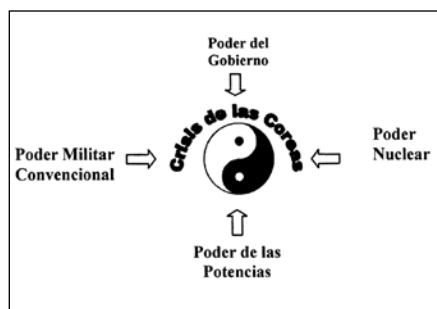 Poder del
Gobierno
Crisis de las Coreas
Poder Militar
Convencional
Poder
Nuclear
Poder de las
Potencias